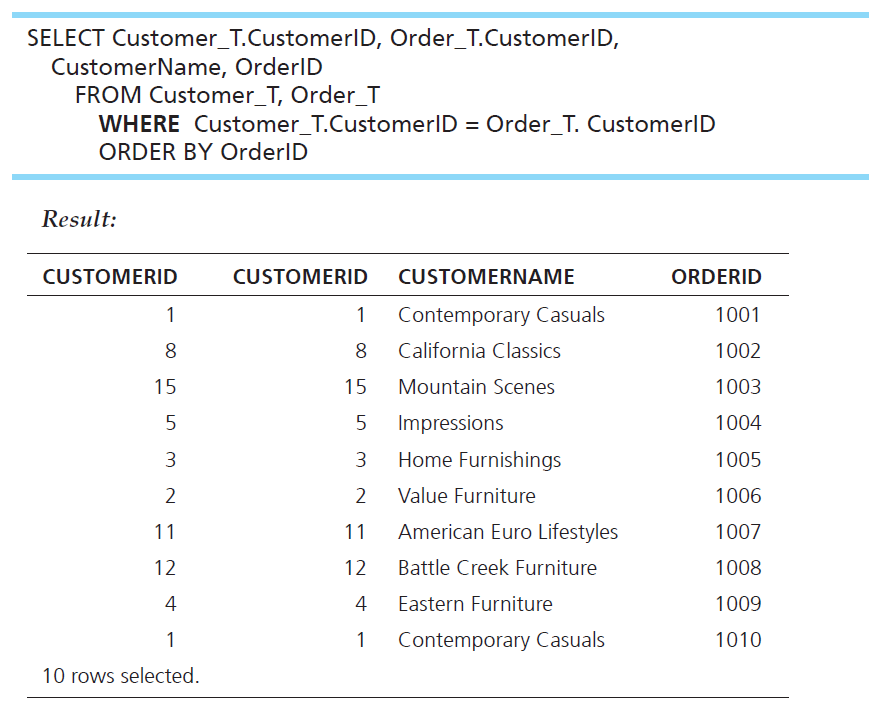 SELECT Customer_T.CustomerID, Order_T.CustomerID,
CustomerName, OrderID
FROM Customer_T, Order_T
WHERE Customer_T.CustomerID = Order_T. CustomerID
ORDER BY OrderID
Result:
CUSTOMERID CUSTOMERID CUSTOMERNAME ORDERID
1 1 Contemporary Casuals 1001
8 8 California Classics 1002
15 15 Mountain Scenes 1003
5 5 Impressions 1004
3 3 Home Furnishings 1005
2 2 Value Furniture 1006
11 11 American Euro Lifestyles 1007
12 12 Battle Creek Furniture 1008
4 4 Eastern Furniture 1009
1 1 Contemporary Casuals 1010
10 rows selected.